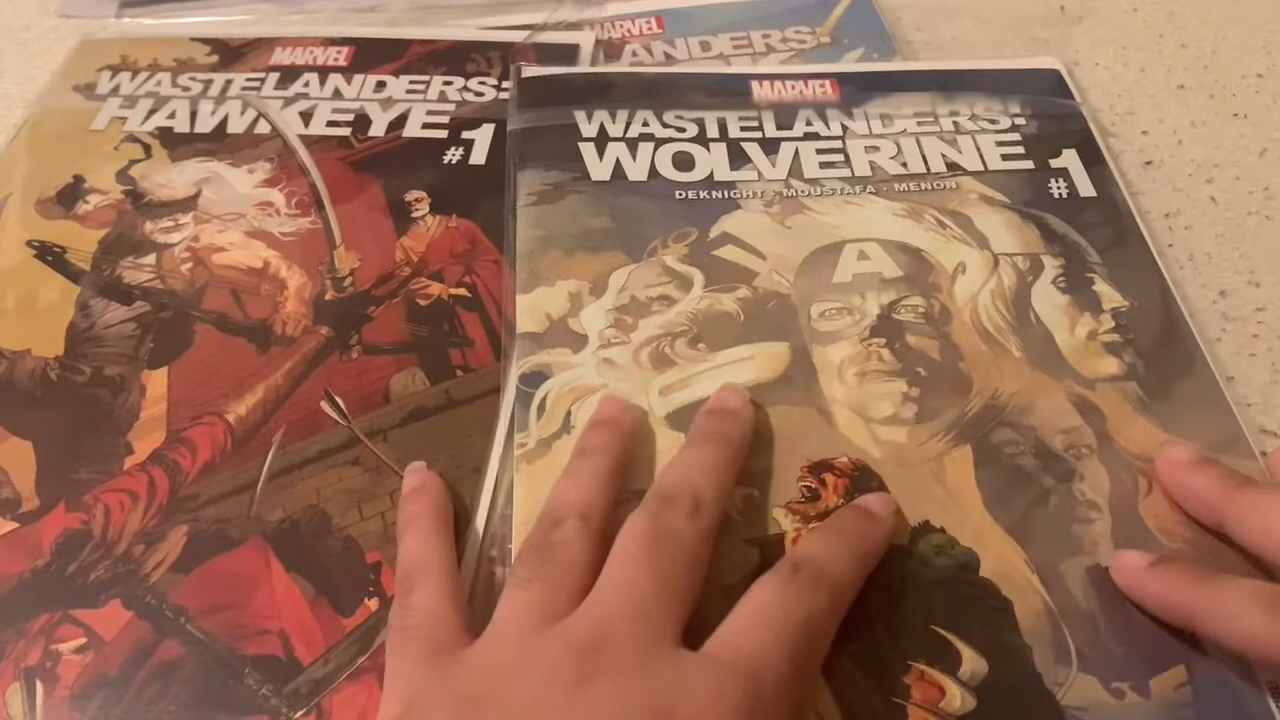 MARVEL
WASTELANDERS:
HAWKEYE
#1
MARVEL
LANDERS:
MARVEL
WASTELANDERS:
WOLVERINE
#1
DEKNIGHT · MOUSTAFA · MENON
A